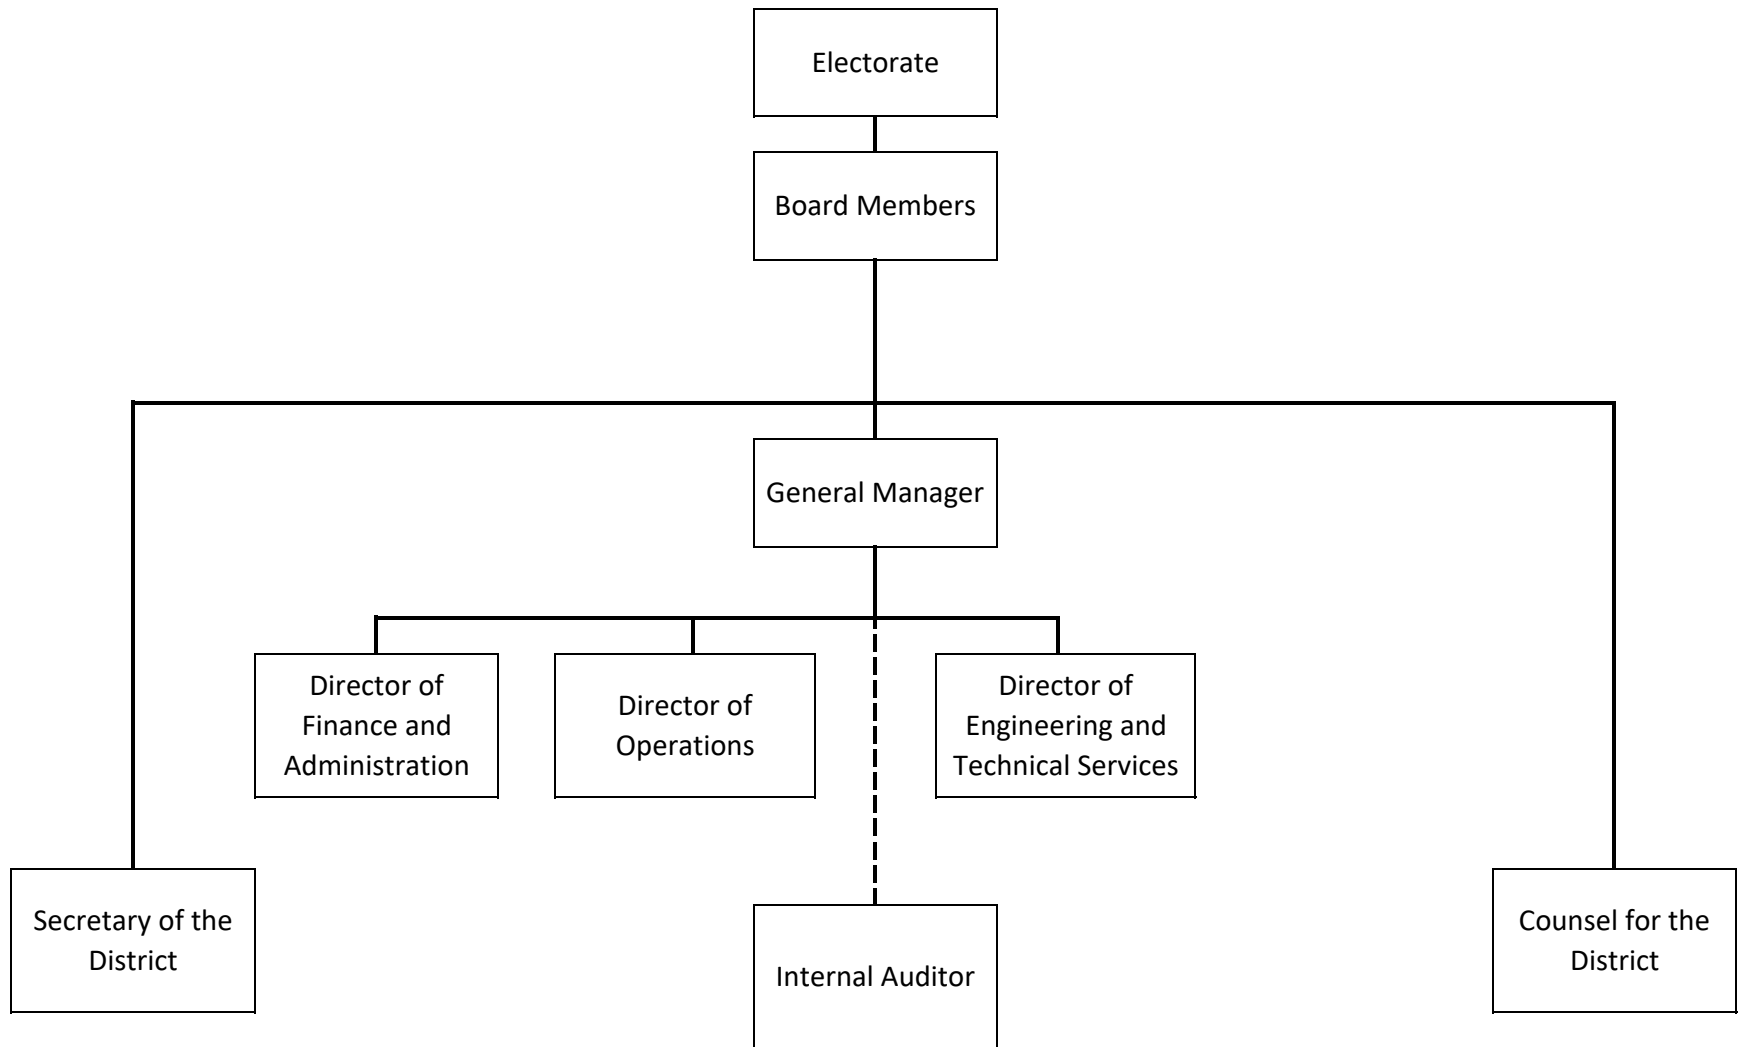 Electorate
Board Members
General Manager
Director of
Finance and
Administration
Director of
Operations
Director of
Engineering and
Technical Services
Secretary of the
District
Internal Auditor
Counsel for the
District